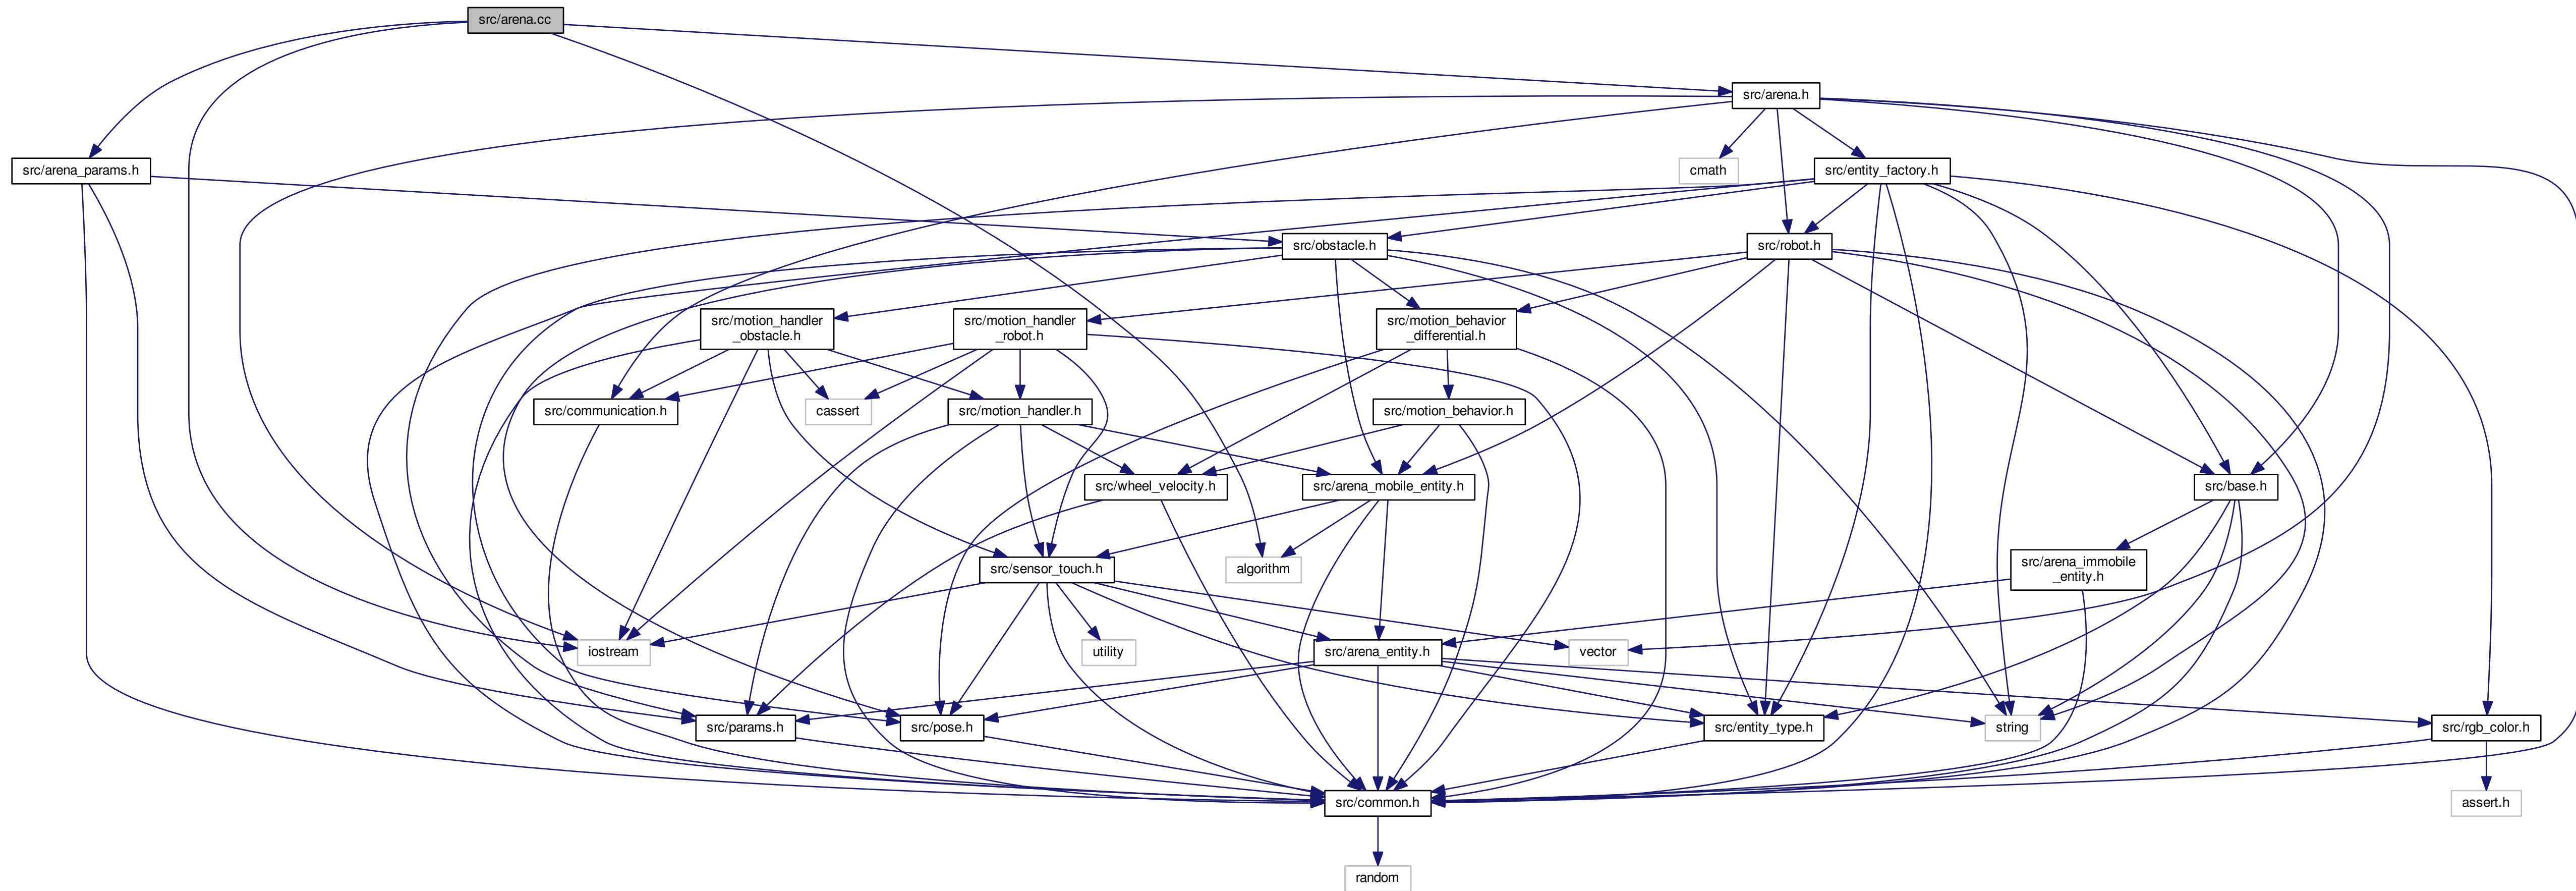 src/arena.cc
src/arena.h
src/arena_params.h
cmath
src/entity_factory.h
src/obstacle.h
src/robot.h
src/motion_handler
_obstacle.h
src/motion_handler
_robot.h
src/motion_behavior
_differential.h
src/communication.h
cassert
src/motion_handler.h
src/motion_behavior.h
src/wheel_velocity.h
src/arena_mobile_entity.h
src/base.h
src/sensor_touch.h
algorithm
src/arena_immobile
_entity.h
iostream
utility
src/arena_entity.h
vector
src/params.h
src/pose.h
src/entity_type.h
string
src/rgb_color.h
src/common.h
assert.h
random